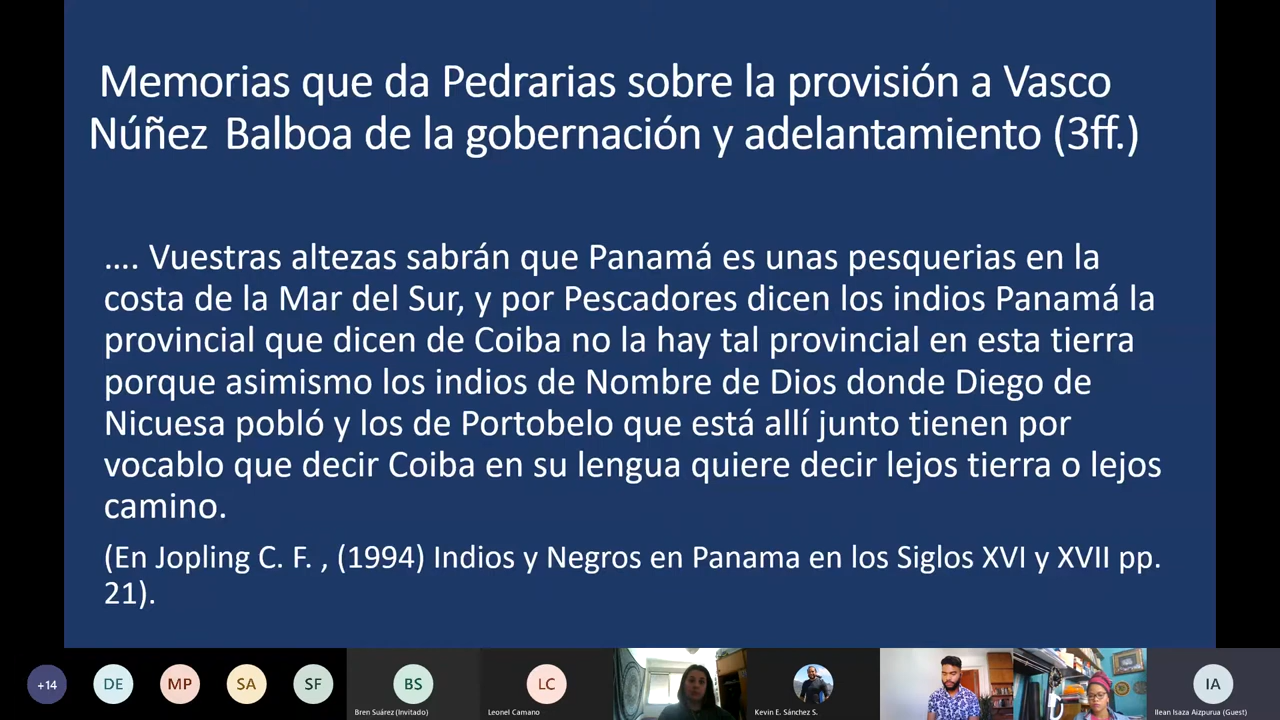 Memorias que da Pedrarias sobre la provisión a Vasco
Núñez Balboa de la gobernación y adelantamiento (3ff.)
.... Vuestras altezas sabrán que Panamá es unas pesquerias en la
costa de la Mar del Sur, y por Pescadores dicen los indios Panamá la
provincial que dicen de Coiba no la hay tal provincial en esta tierra
porque asimismo los indios de Nombre de Dios donde Diego de
Nicuesa pobló y los de Portobelo que está allí junto tienen por
vocablo que decir Coiba en su lengua quiere decir lejos tierra o lejos
camino.
(En Jopling C. F. , (1994) Indios y Negros en Panama en los Siglos XVI y XVII pp.
21).
+14
DE
MP
SA
SF
BS
LC
IA
Bren Suárez (Invitado)
Leonel Camano
Kevin E. Sánchez S.
Ilean Isaza Aizpurua (Guest)